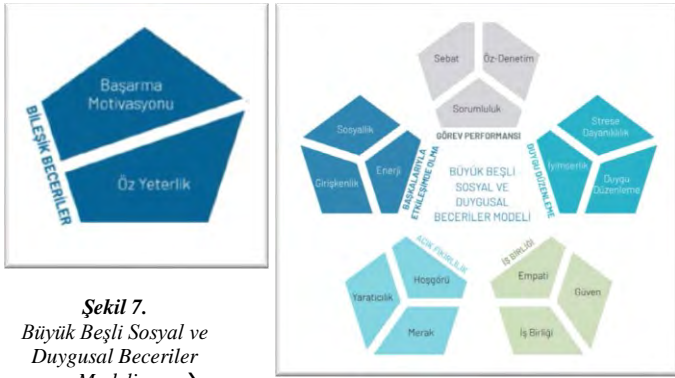 Başarma
Motivasyonu
BİLEŞİK BECERİLER
Öz Yeterlik
Şekil 7.
Büyük Beşli Sosyal ve
Duygusal Beceriler
Modeli
Sebat
Öz-Denetim
Sorumluluk
GÖREV PERFORMANSI
Sosyallik
Girişkenlik
Enerji
BAŞKALARIYLA
ETKİLEŞİMDE OLMA
BÜYÜK BEŞLİ
SOSYAL VE
DUYGUSAL
BECERİLER MODELİ
DUYGU DÜZENLEME
Strese
Dayanıklılık
İyimserlik
Duygu
Düzenleme
AÇIK FİKİRLİLİK
Hoşgörü
Yaratıcılık
Merak
İŞ BİRLİĞİ
Empati
Güven
İş Birliği